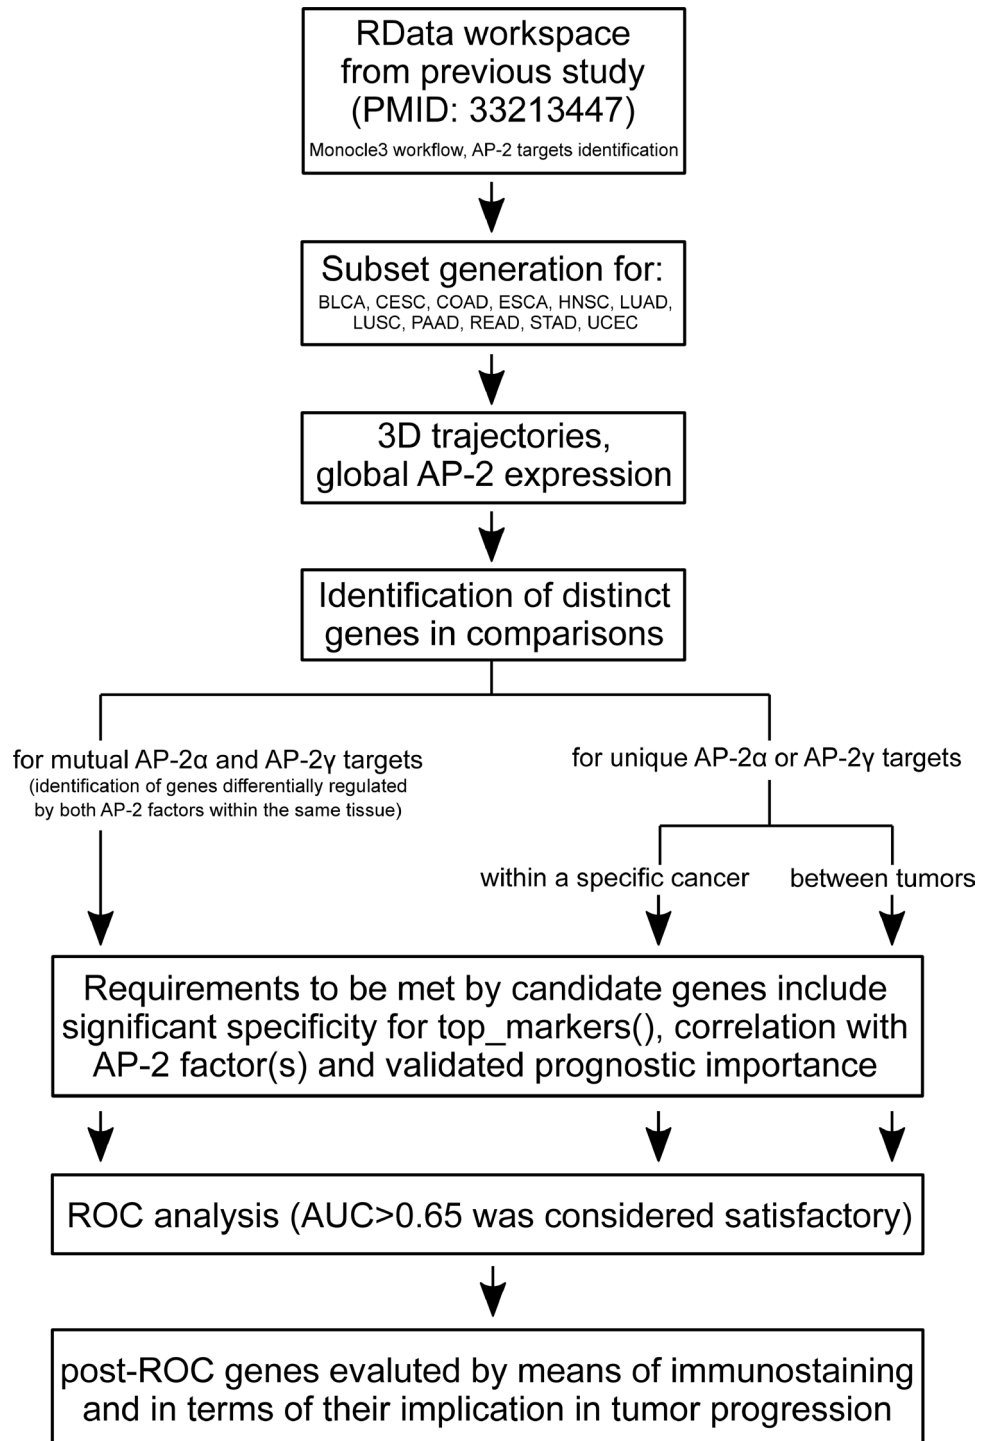 RData workspace
from previous study
(PMID: 33213447)
Monocle3 workflow, AP-2 targets identification
Subset generation for:
BLCA, CESC, COAD, ESCA, HNSC, LUAD,
LUSC, PAAD, READ, STAD, UCEC
3D trajectories,
global AP-2 expression
Identification of distinct
genes in comparisons
for mutual AP-2α and AP-2γ targets
(identification of genes differentially regulated
by both AP-2 factors within the same tissue)
for unique AP-2α or AP-2γ targets
within a specific cancer
between tumors
Requirements to be met by candidate genes include
significant specificity for top_markers(), correlation with
AP-2 factor(s) and validated prognostic importance
ROC analysis (AUC>0.65 was considered satisfactory)
post-ROC genes evaluted by means of immunostaining
and in terms of their implication in tumor progression